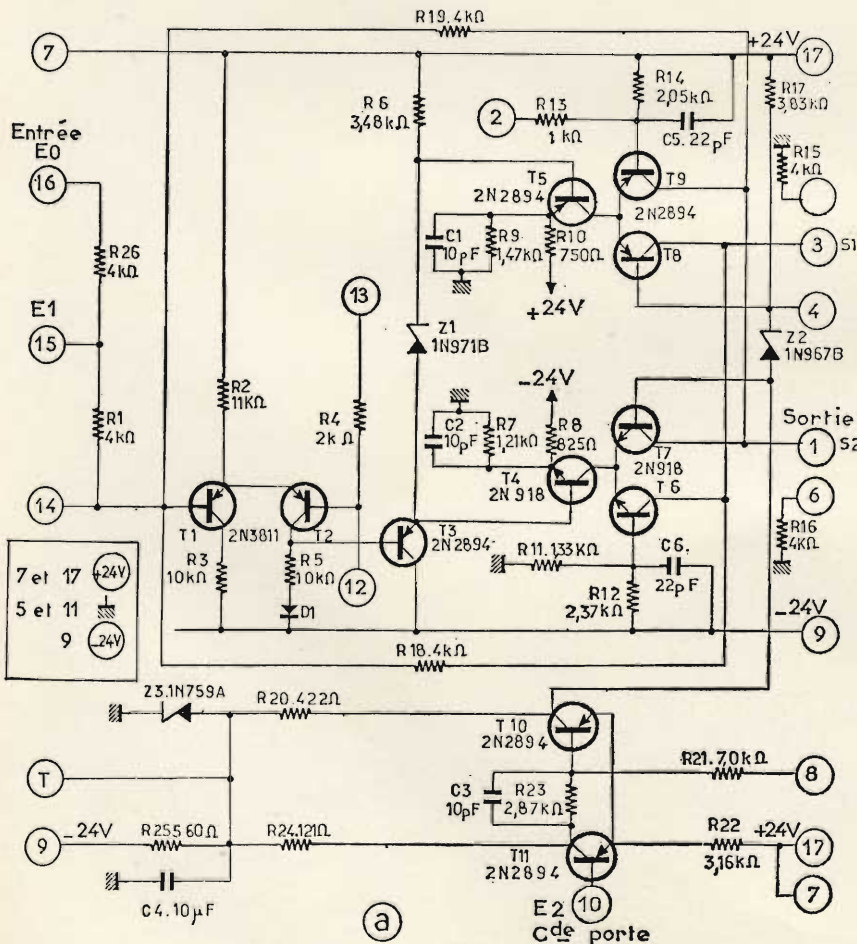 R19.4kΩ
+24V
7
17
R6
3,48kΩ
R14
2,05kΩ
R17
3,83kΩ
2
R13
1kΩ
C5.22pF
Entrée
E0
16
R15
4kΩ
T5
2N2894
T9
2N2894
R26
4kΩ
C1
10pF
R9
1,47kΩ
R10
750Ω
T8
3
S1
+24V
4
13
E1
15
Z1
1N971B
Z2
1N967B
R2
11KΩ
R4
2kΩ
R1
4kΩ
-24V
C2
10pF
R7
1,21kΩ
R8
825Ω
T7
2N918
Sortie
1
S2
T4
2N918
T6
6
14
T1
2N3811
T2
T3
2N2894
R16
4KΩ
R3
10kΩ
R5
10kΩ
12
R11.133KΩ
C6.
22pF
R12
2,37kΩ
D1
-24V
9
7 et 17 +24V
5 et 11
9 -24V
R18.4kΩ
Z3.1N759A
R20.422Ω
T10
2N2894
T
R21.70kΩ
8
C3
10pF
R23
2,87kΩ
9
-24V
R25560Ω
R24.121Ω
R22
3,16kΩ
+24V
17
T11
2N2894
7
C4.10µF
a
E2
10
Cde porte